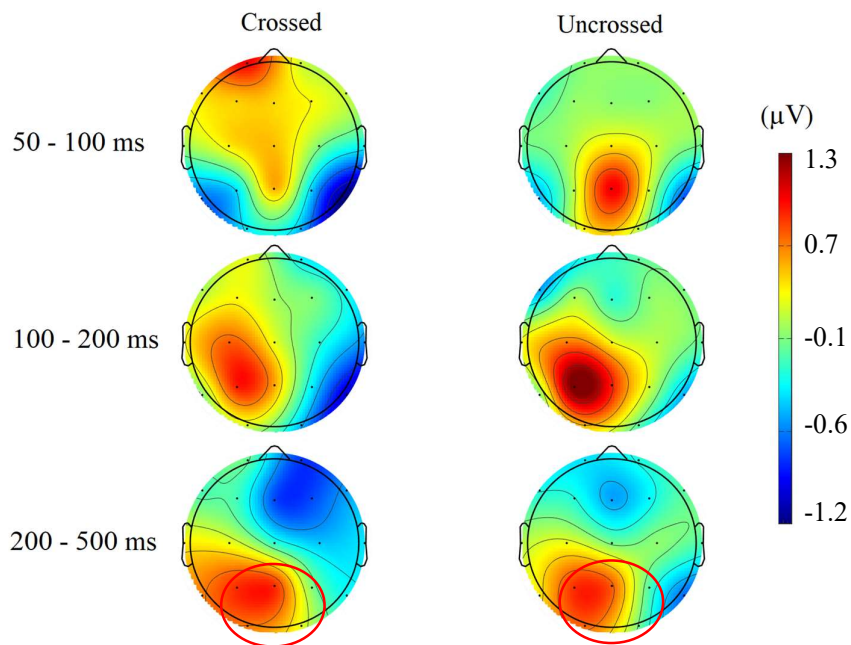 Crossed Uncrossed
(μV)
50 - 100 ms
1.3
0.7
100 - 200 ms
-0.1
-0.6
200 - 500 ms
-1.2